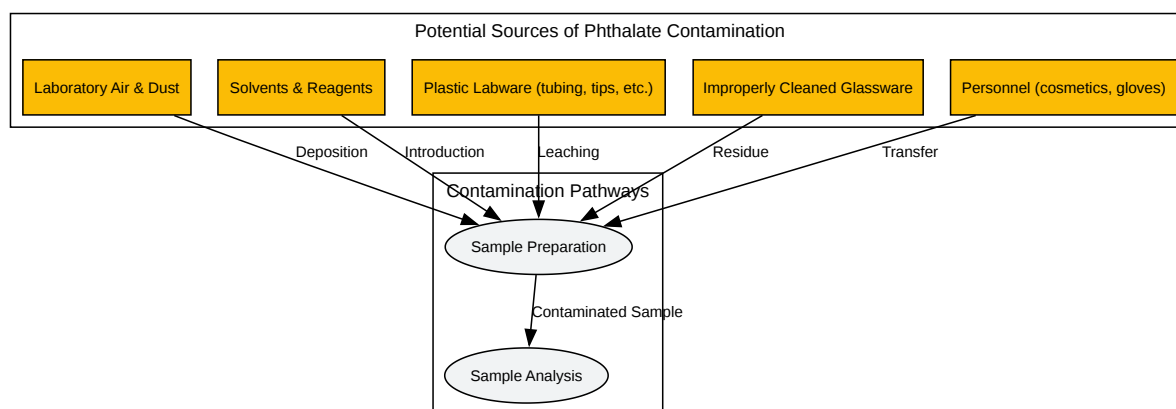 Potential Sources of Phthalate Contamination
Laboratory Air & Dust
Solvents & Reagents
Plastic Labware (tubing, tips, etc.)
Improperly Cleaned Glassware
Personnel (cosmetics, gloves)
Deposition
Introduction
Leaching
Residue
Transfer
Contamination Pathways
Sample Preparation
Contaminated Sample
Sample Analysis